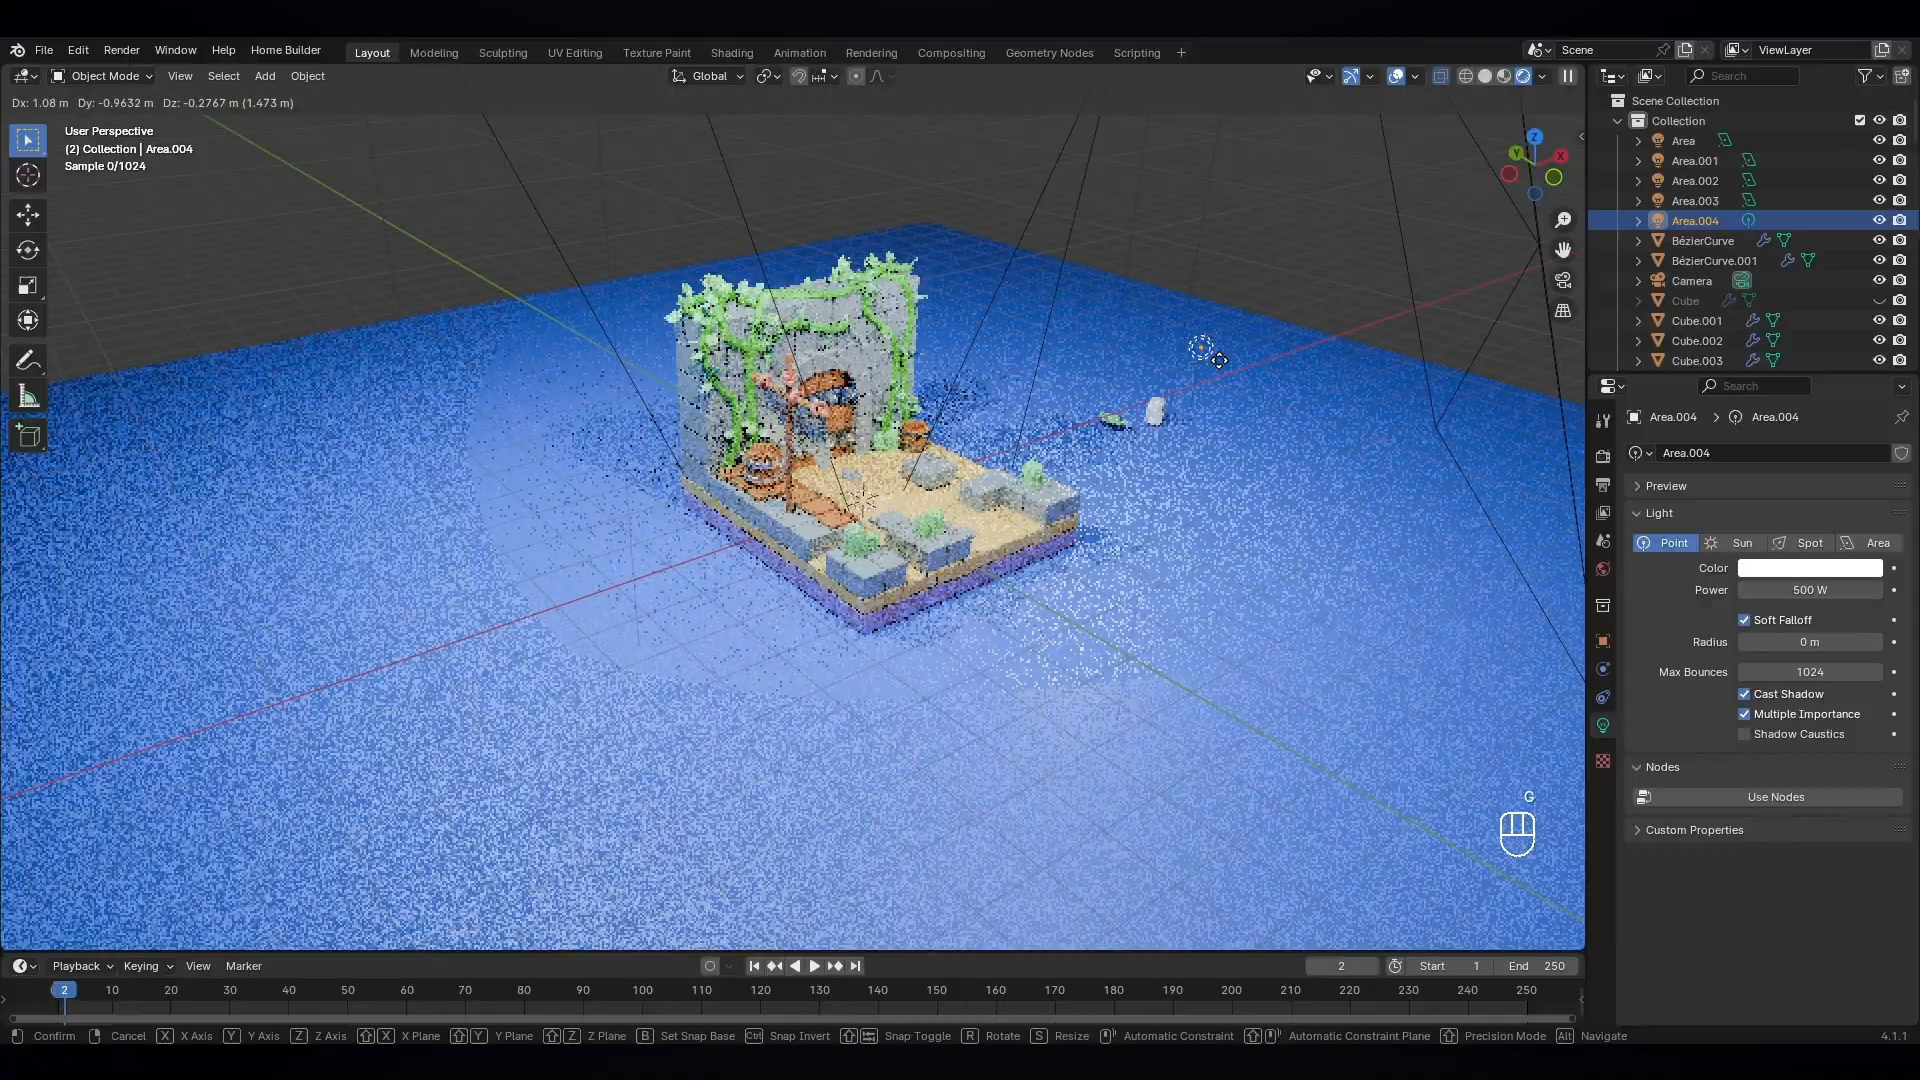 File Edit Render Window Help Home Builder Layout Modeling Sculpting UV Editing Texture Paint Shading Animation Rendering Compositing Geometry Nodes Scripting + Scene ViewLayer
Object Mode View Select Add Object Global Search
Dx: 1.08 m Dy: -0.9632 m Dz: -0.2767 m (1.473 m)
User Perspective
(2) Collection | Area.004
Sample 0/1024
Z
Y
X
Scene Collection
Collection
Area
Area.001
Area.002
Area.003
Area.004
BézierCurve
BézierCurve.001
Camera
Cube
Cube.001
Cube.002
Cube.003
Search
Area.004 > Area.004
Area.004
Preview
Light
Point Sun Spot Area
Color
Power 500 W
Soft Falloff
Radius 0 m
Max Bounces 1024
Cast Shadow
Multiple Importance
Shadow Caustics
Nodes
Use Nodes
Custom Properties
G
Playback Keying View Marker 2 Start 1 End 250
2 10 20 30 40 50 60 70 80 90 100 110 120 130 140 150 160 170 180 190 200 210 220 230 240 250
Confirm Cancel X X Axis Y Y Axis Z Z Axis X X Plane Y Y Plane Z Z Plane B Set Snap Base Ctrl Snap Invert Snap Toggle R Rotate S Resize Automatic Constraint Automatic Constraint Plane Precision Mode Alt Navigate 4.1.1